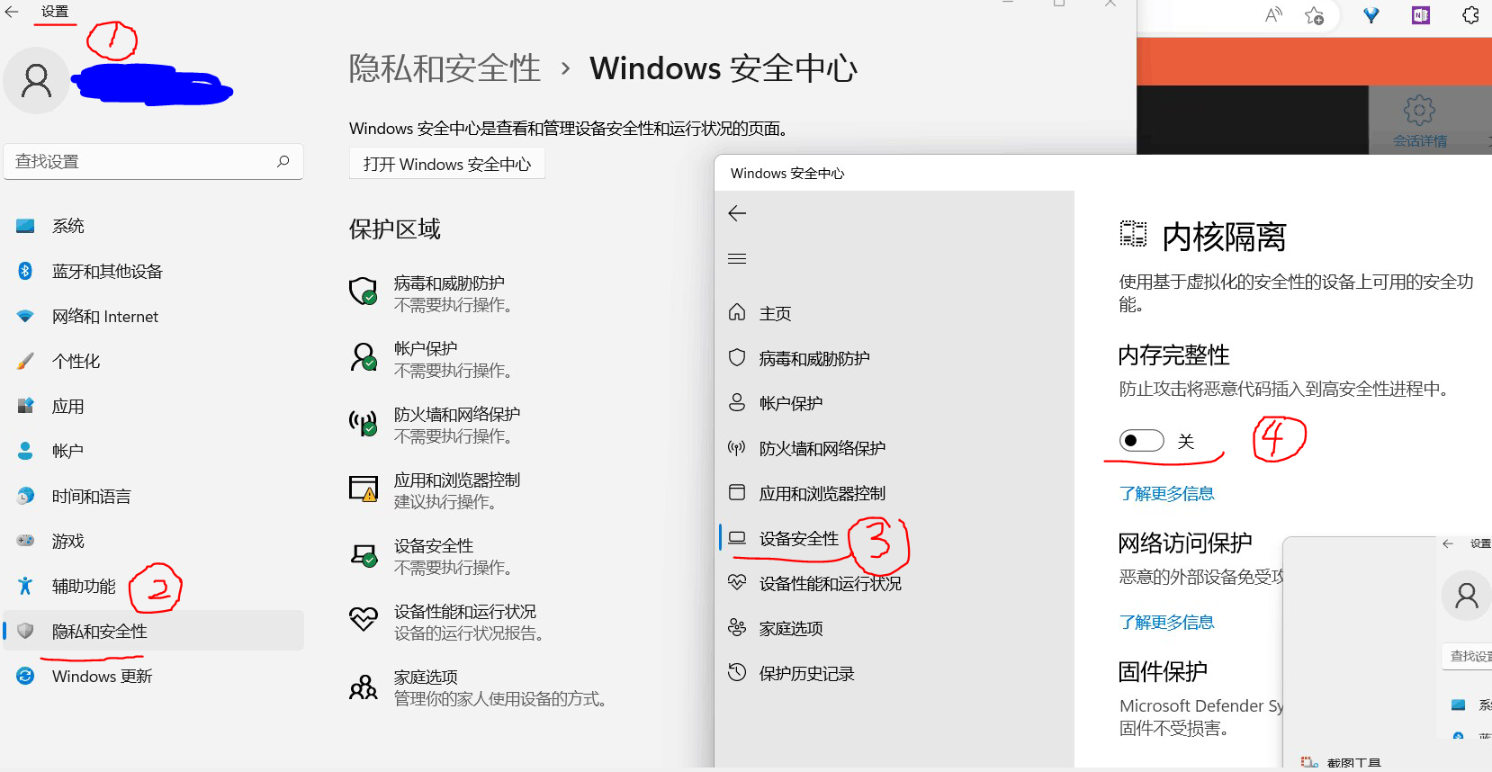 设置
①
隐私和安全性 › Windows 安全中心
Windows 安全中心是查看和管理设备安全性和运行状况的页面。
打开 Windows 安全中心
查找设置
系统
蓝牙和其他设备
网络和 Internet
个性化
应用
帐户
时间和语言
游戏
辅助功能
②
隐私和安全性
Windows 更新
保护区域
病毒和威胁防护
不需要执行操作。
帐户保护
不需要执行操作。
防火墙和网络保护
不需要执行操作。
应用和浏览器控制
建议执行操作。
设备安全性
不需要执行操作。
设备性能和运行状况
设备的运行状况报告。
家庭选项
管理你的家人使用设备的方式。
会话详情
Windows 安全中心
主页
病毒和威胁防护
帐户保护
防火墙和网络保护
应用和浏览器控制
设备安全性
③
设备性能和运行状况
家庭选项
保护历史记录
内核隔离
使用基于虚拟化的安全性的设备上可用的安全功
能。
内存完整性
防止攻击将恶意代码插入到高安全性进程中。
关
④
了解更多信息
网络访问保护
恶意的外部设备免受攻
了解更多信息
固件保护
Microsoft Defender Sy
固件不受损害。
设置
查找设置
系统
截图工具